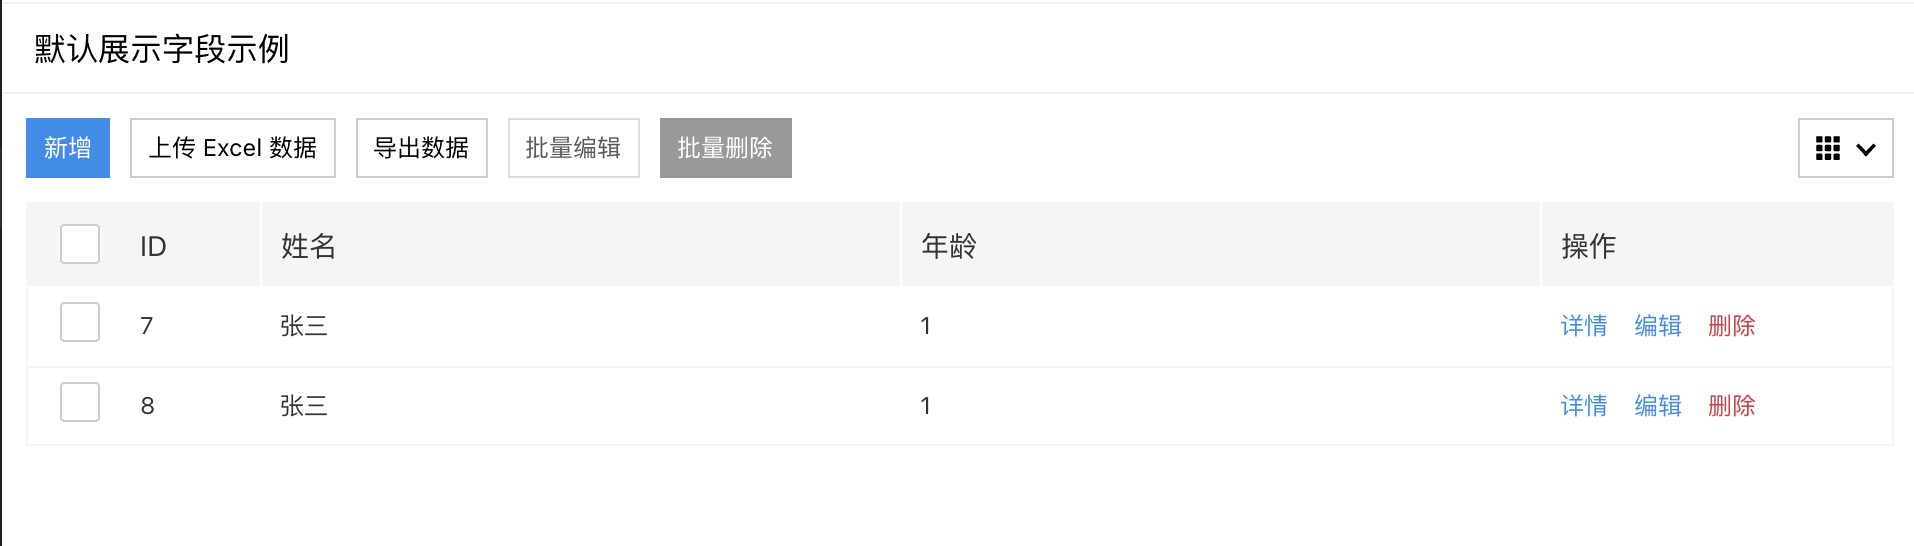 默认展示字段示例
新增 上传 Excel 数据 导出数据 批量编辑 批量删除
ID 姓名 年龄 操作
7 张三 1 详情 编辑 删除
8 张三 1 详情 编辑 删除